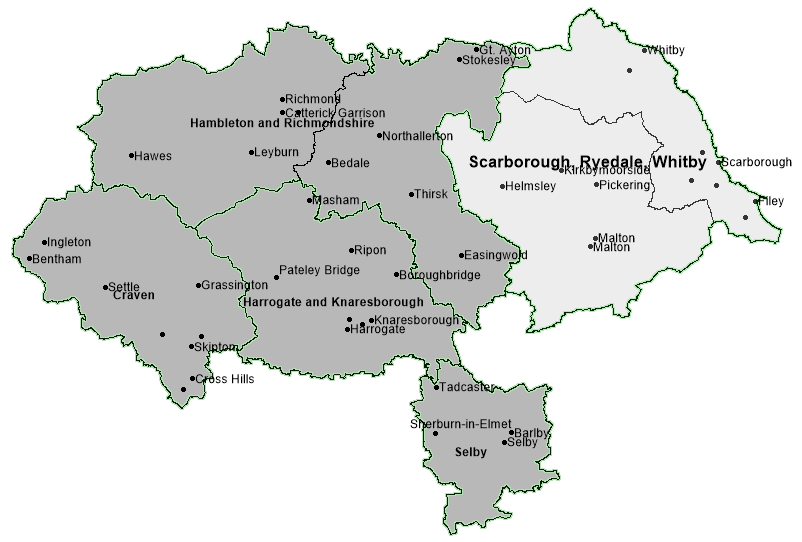 Gt. Ayton
Whitby
Stokesley
Richmond
Catterick Garrison
Hambleton and Richmondshire
Northallerton
Hawes
Leyburn
Bedale
Scarborough, Ryedale, Whitby
Scarborough
Kirkbymoorside
Helmsley
Pickering
Masham
Thirsk
Filey
Ingleton
Malton
Malton
Bentham
Ripon
Easingwold
Pateley Bridge
Boroughbridge
Settle
Grassington
Craven
Harrogate and Knaresborough
Knaresborough
Harrogate
Skipton
Cross Hills
Tadcaster
Sherburn-in-Elmet
Barlby
Selby
Selby